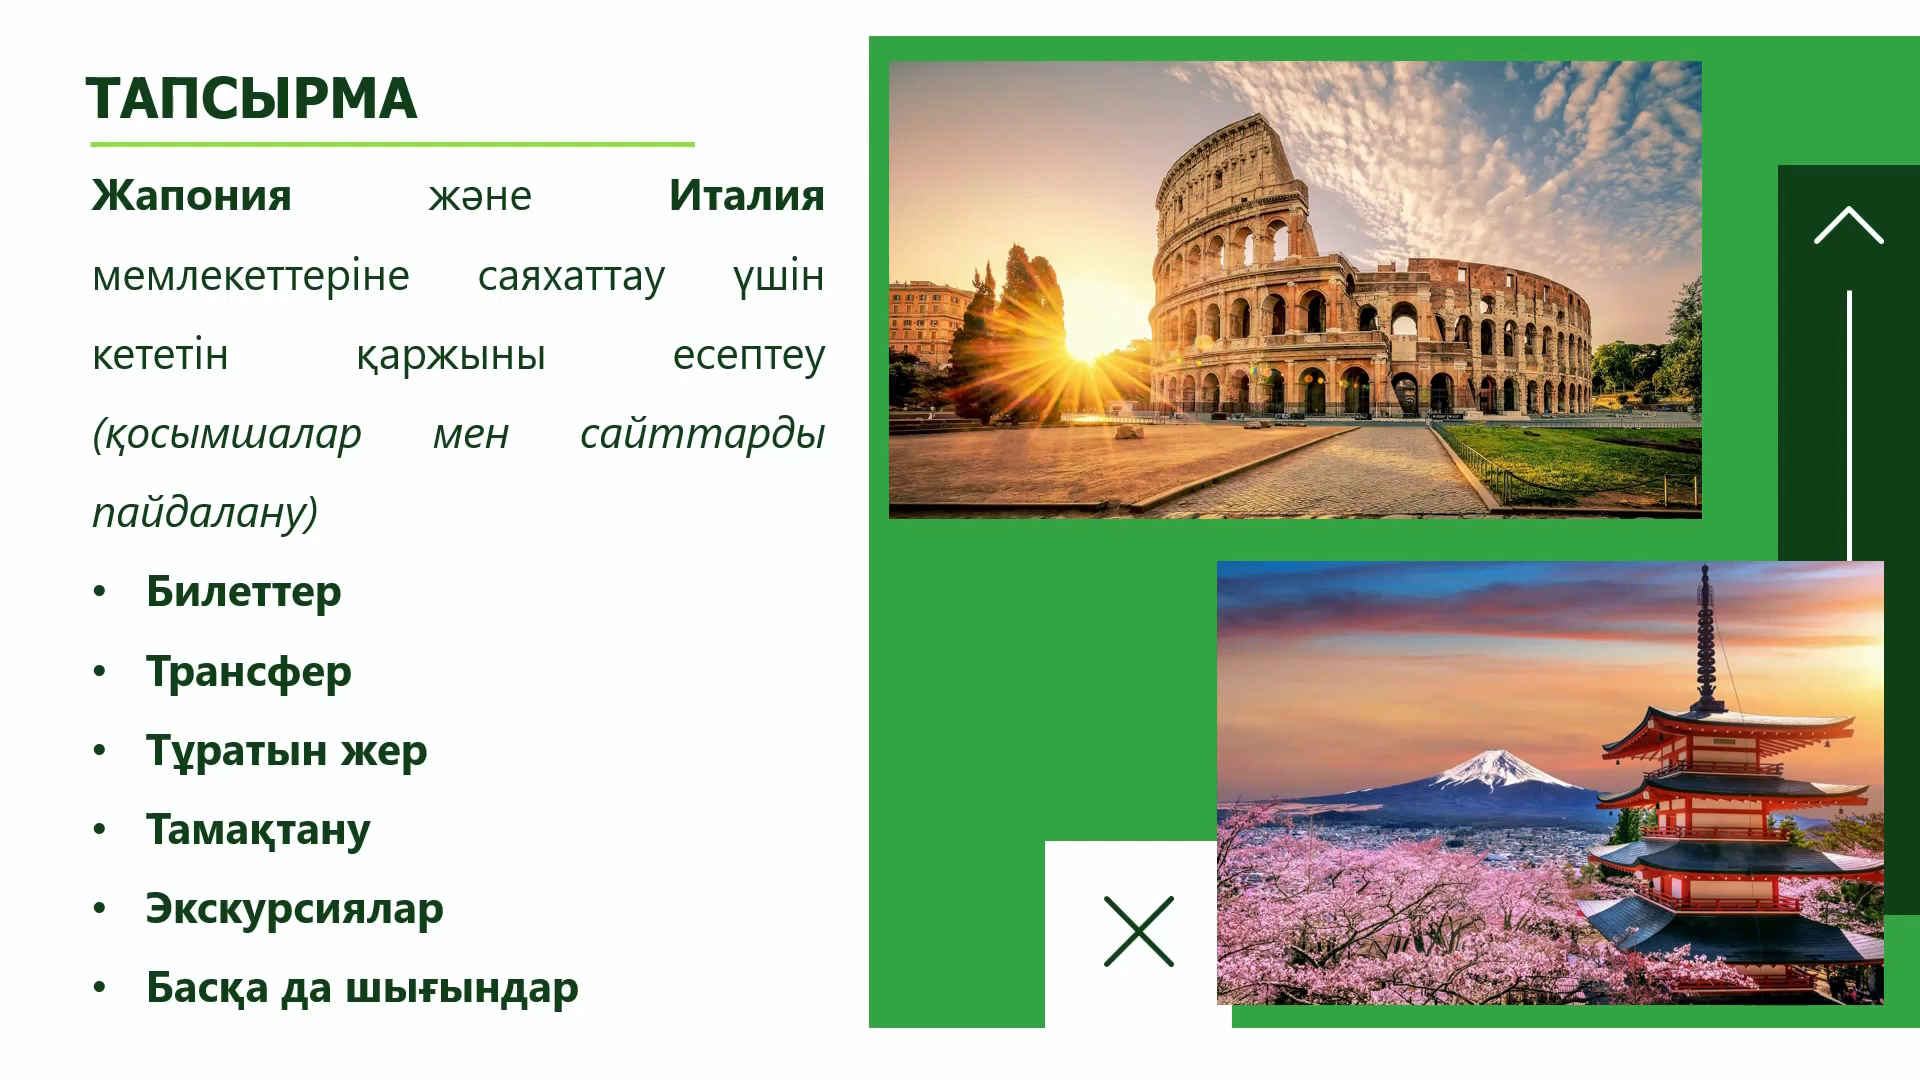 ТАПСЫРМА
Жапония және Италия
мемлекеттеріне саяхаттау үшін
кететін қаржыны есептеу
(қосымшалар мен сайттарды
пайдалану)
• Билеттер
• Трансфер
• Тұратын жер
• Тамақтану
• Экскурсиялар
• Басқа да шығындар